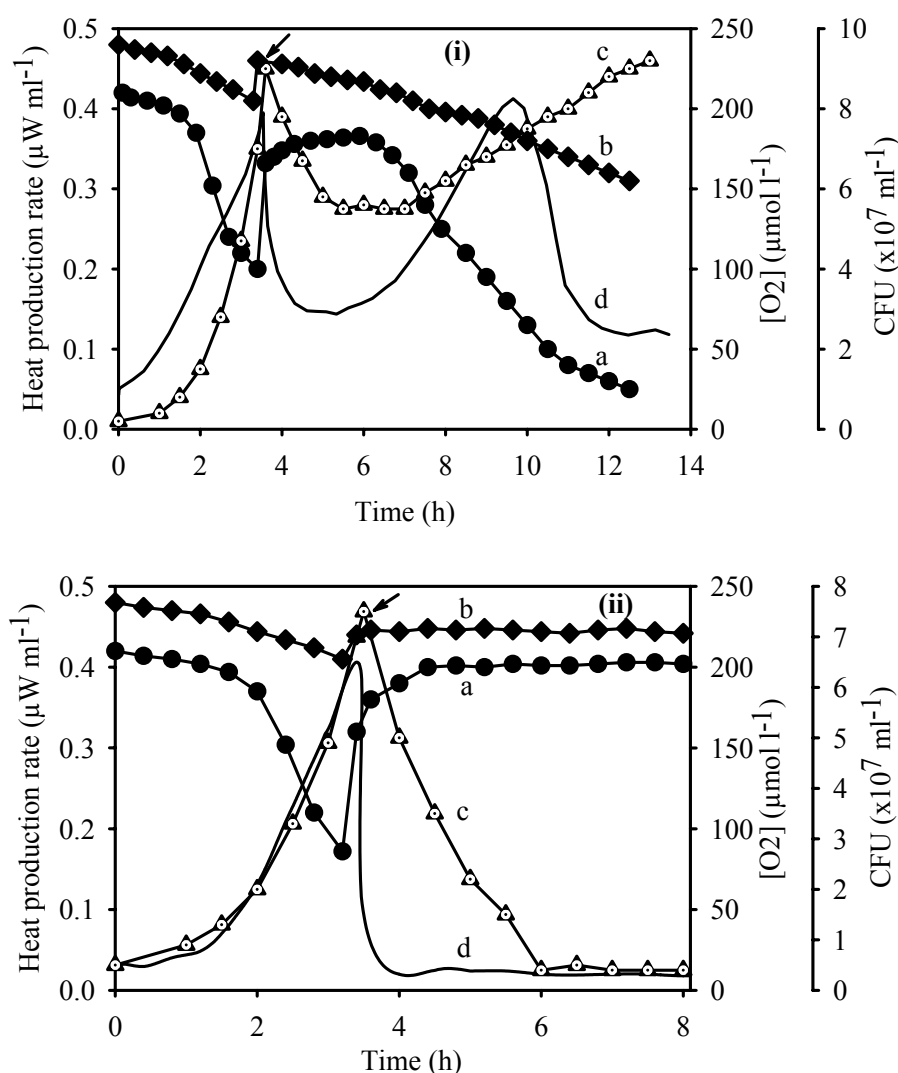 (i)
Heat production rate (µW ml-1)
0.5
0.4
0.3
0.2
0.1
0.0
0 2 4 6 8 10 12 14
Time (h)
c
b
d
a
250
200
150
100
50
0
[O2] (µmol l-1)
10
8
6
4
2
0
CFU (x10^7 ml^-1)
(ii)
Heat production rate (µW ml-1)
0.5
0.4
0.3
0.2
0.1
0.0
0 2 4 6 8
Time (h)
b
a
c
d
250
200
150
100
50
0
[O2] (µmol l-1)
8
7
6
5
4
3
2
1
0
CFU (x10^7 ml^-1)